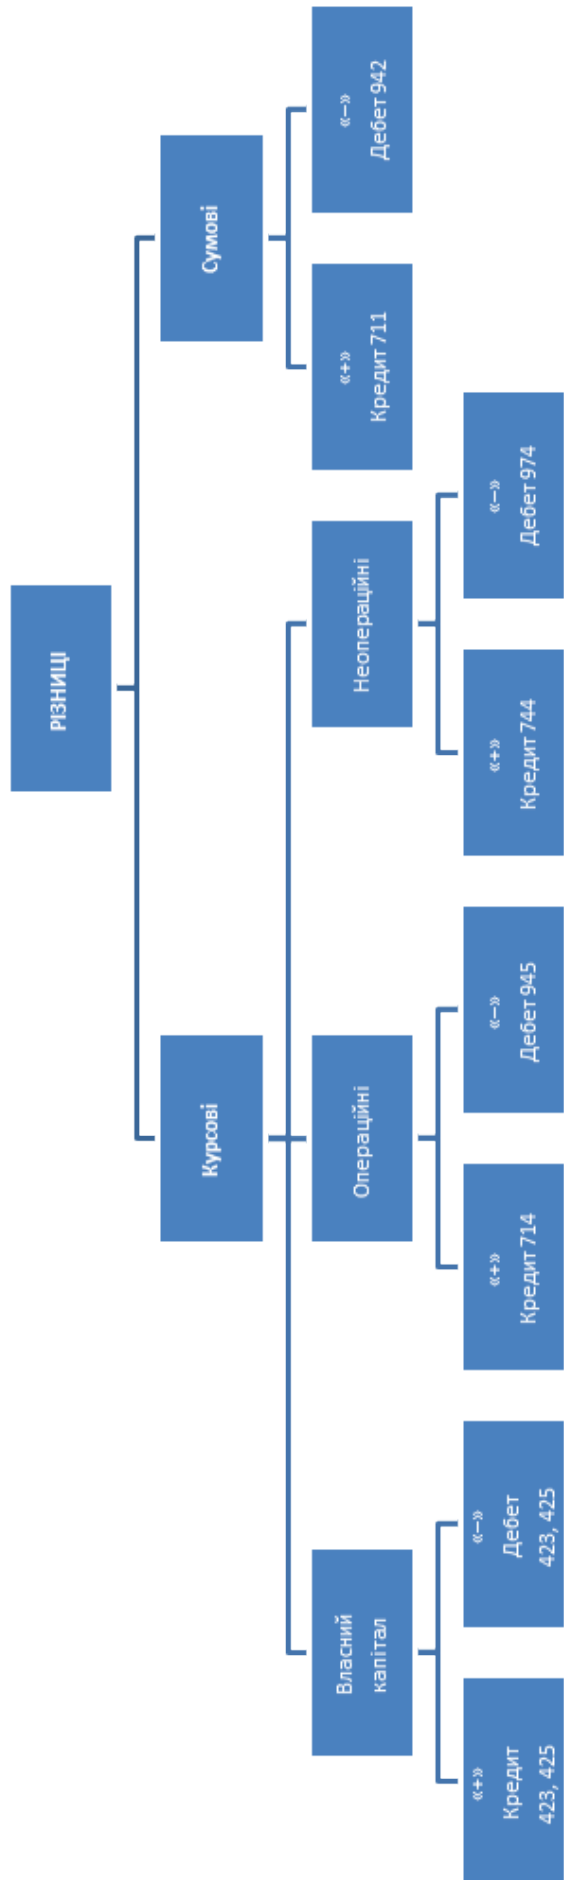 РІЗНИЦІ
Курсові
Сумові
Власний
капітал
Операційні
Неопераційні
«+»
Кредит 711
«−»
Дебет 942
«+»
Кредит
423, 425
«−»
Дебет
423, 425
«+»
Кредит 714
«−»
Дебет 945
«+»
Кредит 744
«−»
Дебет 974